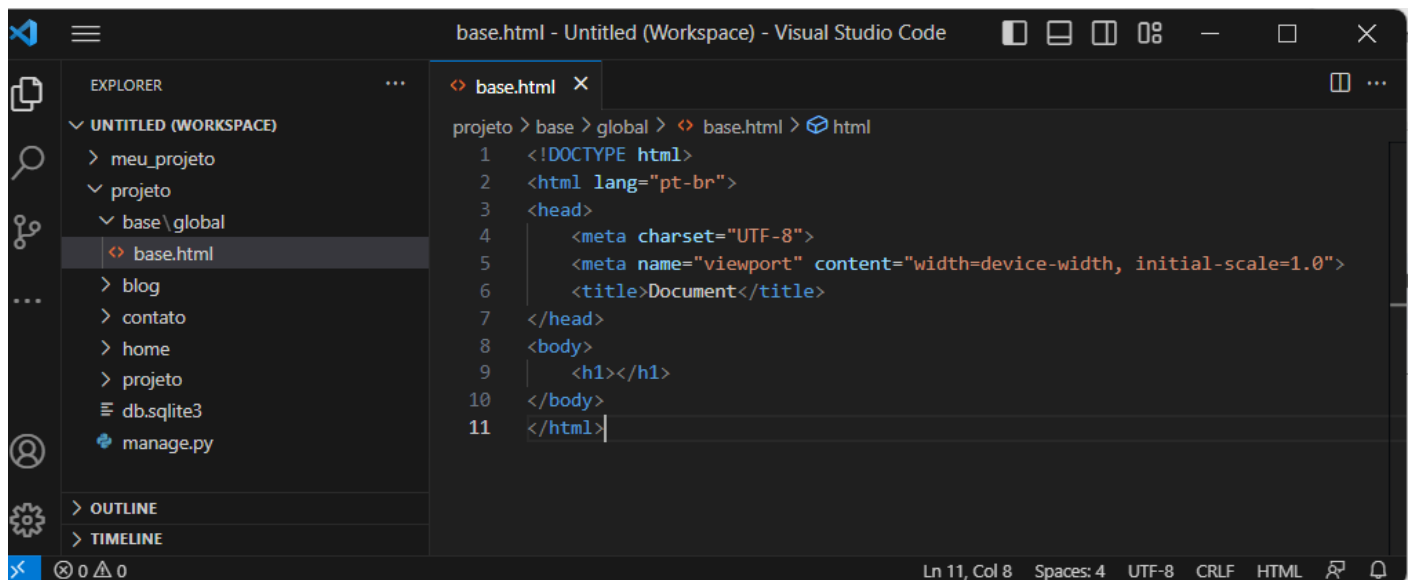 base.html - Untitled (Workspace) - Visual Studio Code
EXPLORER
UNTITLED (WORKSPACE)
meu_projeto
projeto
base\global
base.html
blog
contato
home
projeto
db.sqlite3
manage.py
OUTLINE
TIMELINE
base.html
projeto > base > global > base.html > html
1 <!DOCTYPE html>
2 <html lang="pt-br">
3 <head>
4 <meta charset="UTF-8">
5 <meta name="viewport" content="width=device-width, initial-scale=1.0">
6 <title>Document</title>
7 </head>
8 <body>
9 <h1></h1>
10 </body>
11 </html>
0 0 Ln 11, Col 8 Spaces: 4 UTF-8 CRLF HTML